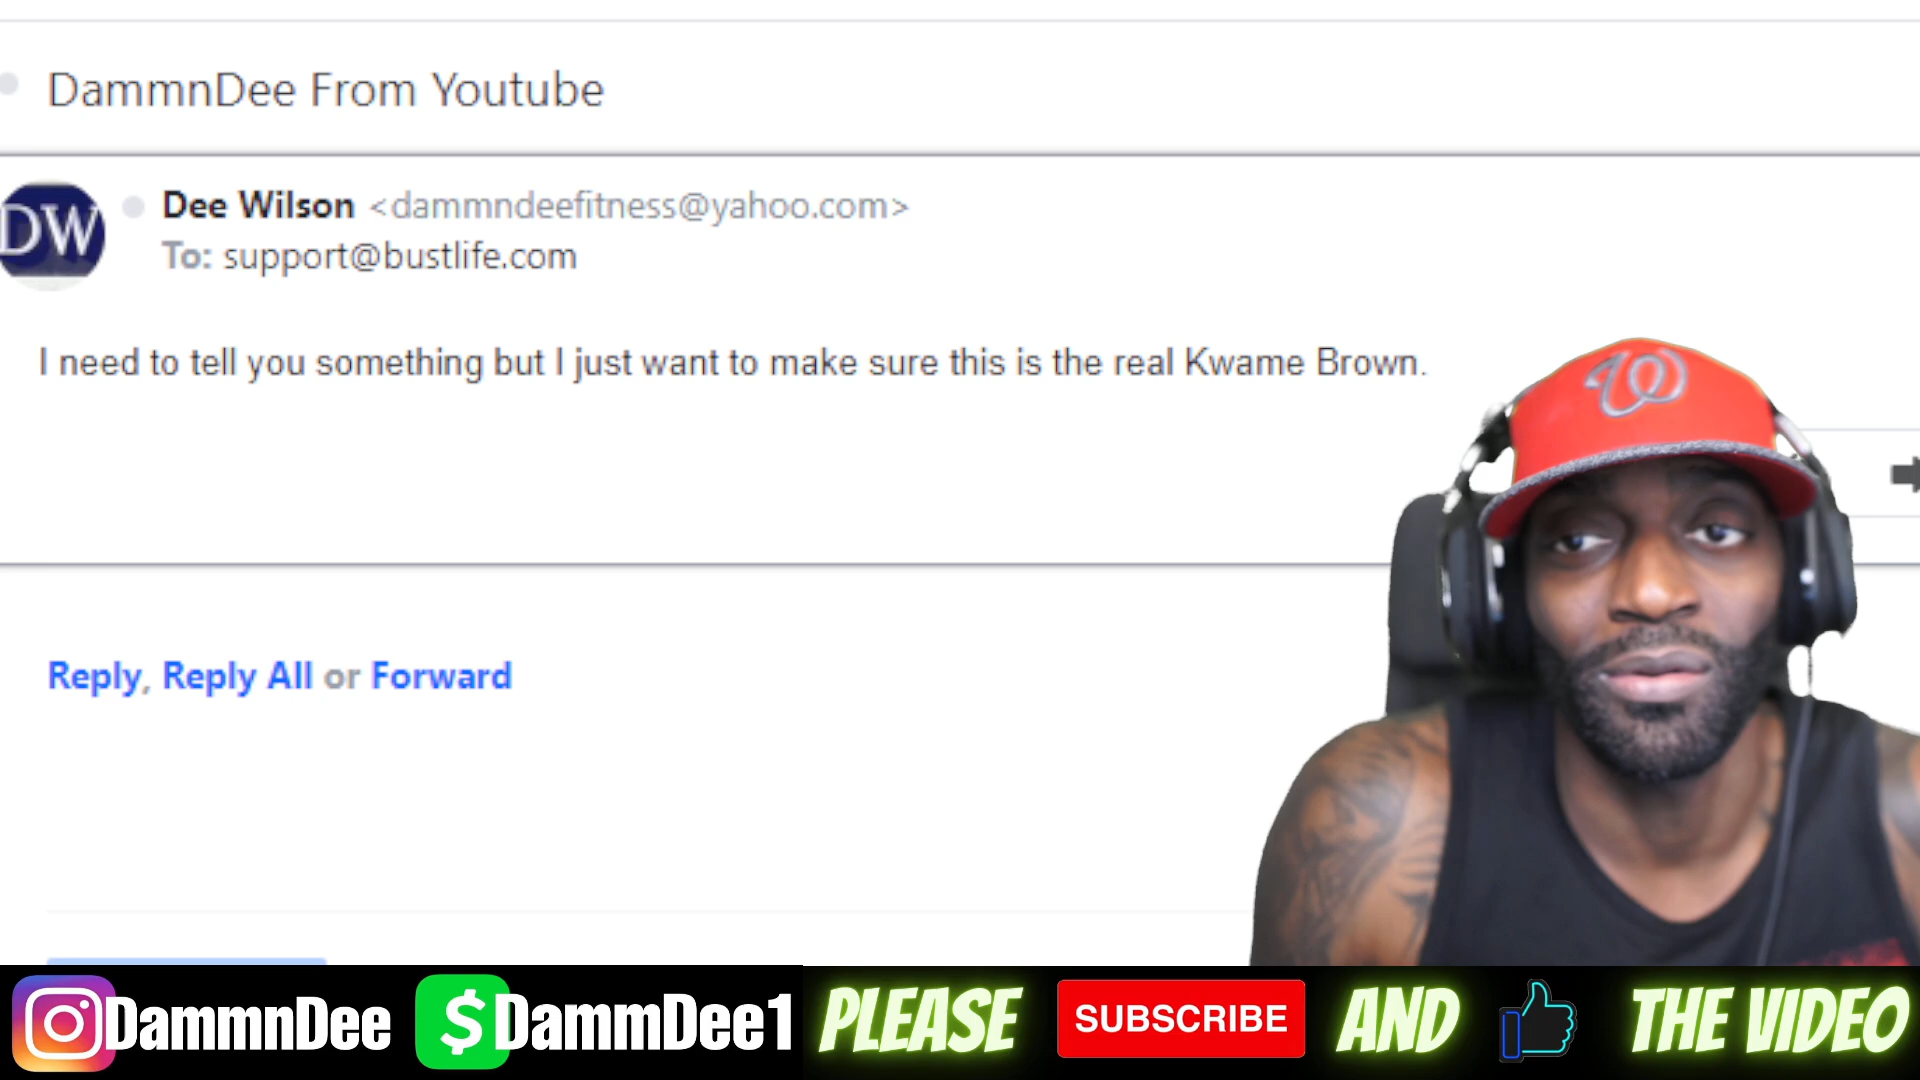 DammnDee From Youtube
DW
Dee Wilson <dammndeefitness@yahoo.com>
To: support@bustlife.com
I need to tell you something but I just want to make sure this is the real Kwame Brown.
W
Reply, Reply All or Forward
DammnDee $ DammDee1 PLEASE SUBSCRIBE AND THE VIDEO